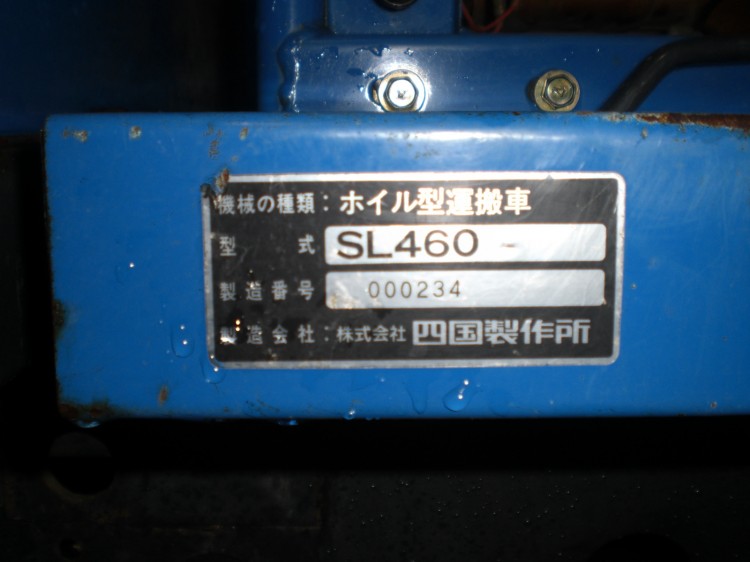 機械の種類：ホイル型運搬車
型 式 SL460 -
製造番号 000234
製造会社：株式会社 四国製作所